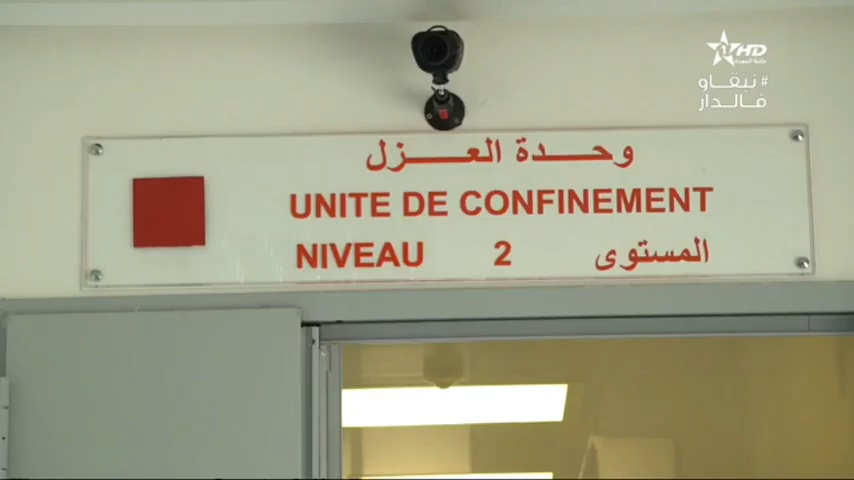 HD
#نبقاو
فالدار
وحدة العزل
UNITE DE CONFINEMENT
NIVEAU 2 المستوى